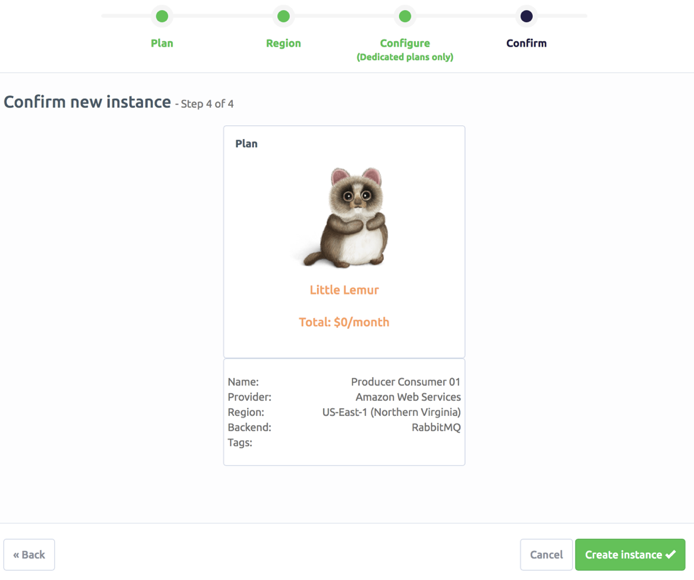 Plan
Region
Configure
(Dedicated plans only)
Confirm
Confirm new instance - Step 4 of 4
Plan
Little Lemur
Total: $0/month
Name: Producer Consumer 01
Provider: Amazon Web Services
Region: US-East-1 (Northern Virginia)
Backend: RabbitMQ
Tags:
« Back
Cancel
Create instance ✔